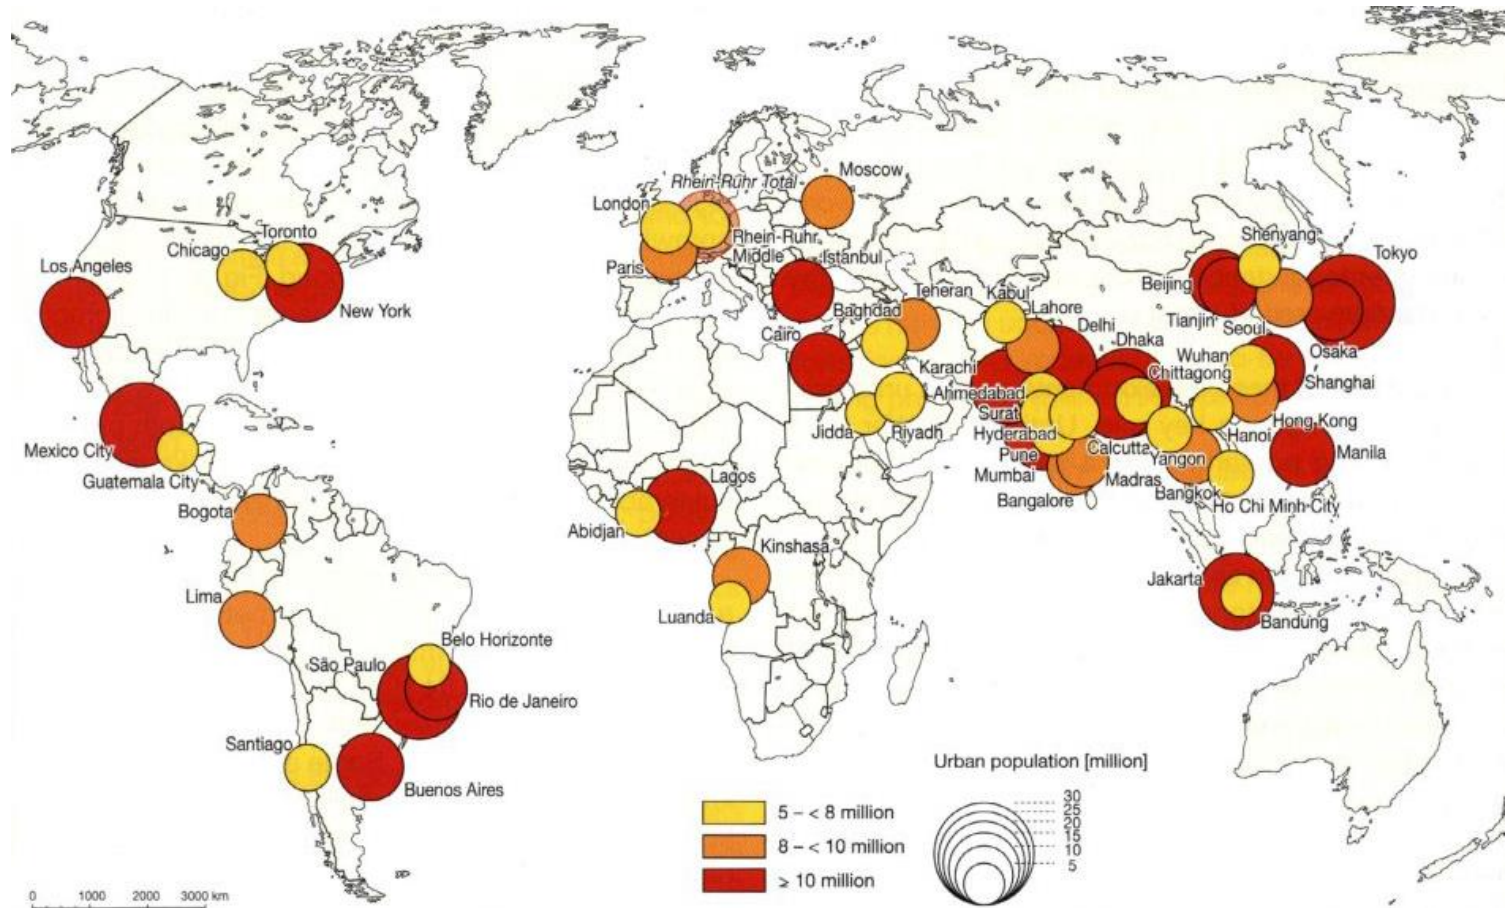 Moscow
Rhein-Ruhr Total
London
Toronto
Chicago
Shenyang
Rhein-Ruhr
Middle
Istanbul
Tokyo
Los Angeles
Paris
Beijing
Teheran
Kabul
Lahore
New York
Baghdad
Tianjin
Seoul
Delhi
Dhaka
Cairo
Osaka
Wuhan
Chittagong
Karachi
Shanghai
Ahmedabad
Surat
Hong Kong
Jidda
Riyadh
Hyderabad
Hanoi
Mexico City
Calcutta
Pune
Yangon
Manila
Guatemala City
Lagos
Mumbai
Madras
Bangkok
Bangalore
Ho Chi Minh City
Bogota
Abidjan
Kinshasa
Jakarta
Lima
Luanda
Bandung
Belo Horizonte
São Paulo
Rio de Janeiro
Santiago
Buenos Aires
Urban population [million]
30
25
20
15
10
5
5 – < 8 million
8 – < 10 million
≥ 10 million
0 1000 2000 3000 km